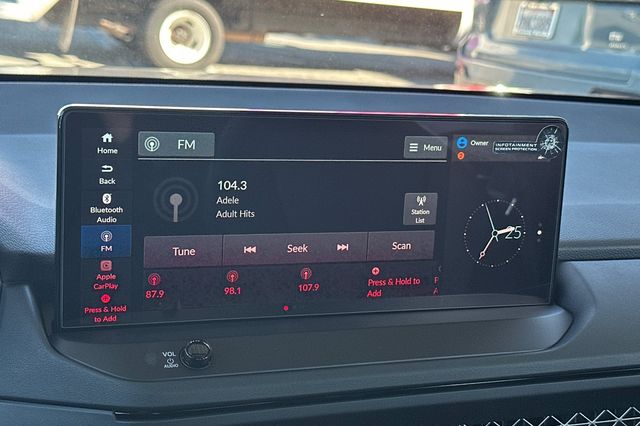 Home
Back
Bluetooth
Audio
FM
Apple
CarPlay
Press & Hold
to Add
FM
Menu
104.3
Adele
Adult Hits
Station
List
Tune
Seek
Scan
87.9
98.1
107.9
Press & Hold to
Add
Owner
INFOTAINMENT
SCREEN PROTECTION
25
VOL
AUDIO